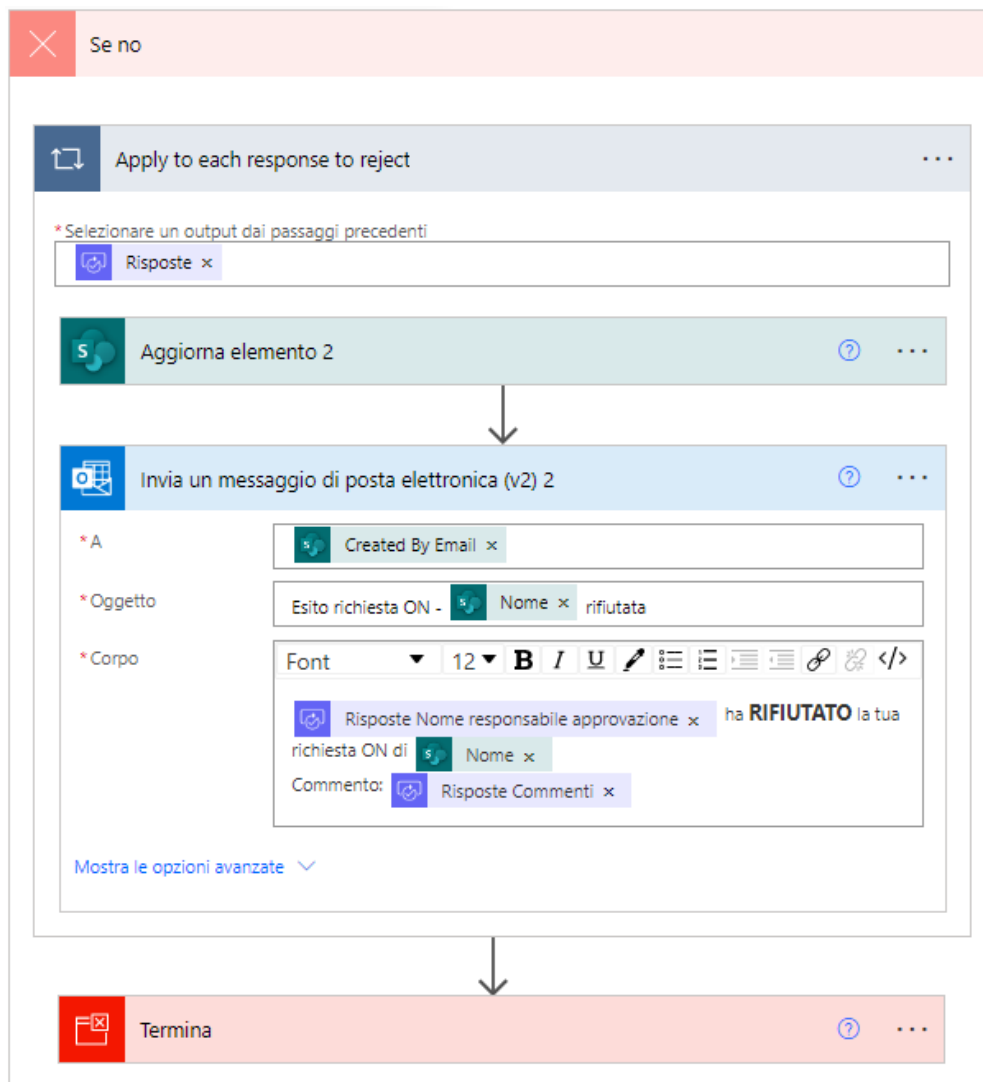 Se no
Apply to each response to reject
* Selezionare un output dai passaggi precedenti
Risposte ×
Aggiorna elemento 2
Invia un messaggio di posta elettronica (v2) 2
* A
Created By Email ×
* Oggetto
Esito richiesta ON - Nome × rifiutata
* Corpo
Font 12 B I U </>
Risposte Nome responsabile approvazione × ha RIFIUTATO la tua
richiesta ON di Nome ×
Commento: Risposte Commenti ×
Mostra le opzioni avanzate
Termina